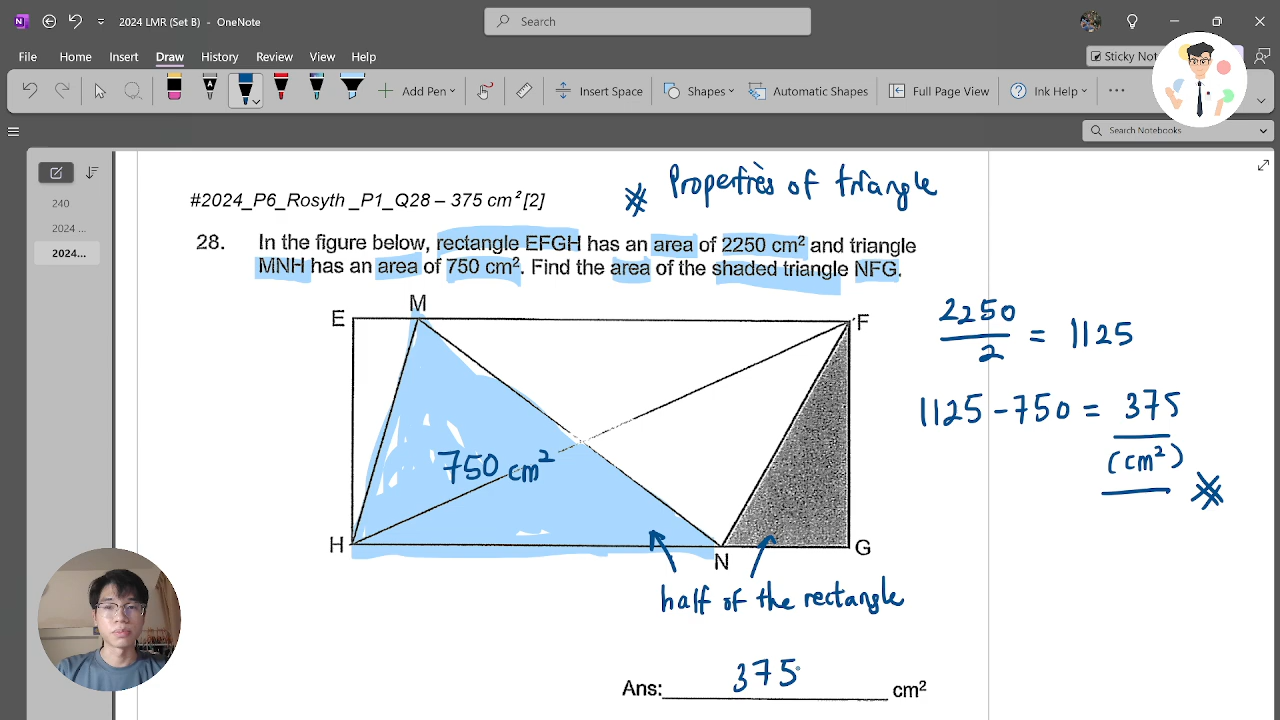 2024 LMR (Set B) - OneNote
Search
File Home Insert Draw History Review View Help
Sticky Not
Add Pen
Insert Space
Shapes
Automatic Shapes
Full Page View
Ink Help
Search Notebooks
240
2024 ...
2024...
#2024_P6_Rosyth _P1_Q28 – 375 cm² [2]
* Properties of triangle
28. In the figure below, rectangle EFGH has an area of 2250 cm² and triangle
MNH has an area of 750 cm². Find the area of the shaded triangle NFG.
E M F
2250/2 = 1125
1125 - 750 = 375
(cm²)
750 cm²
H N G
half of the rectangle
Ans: 375 cm²